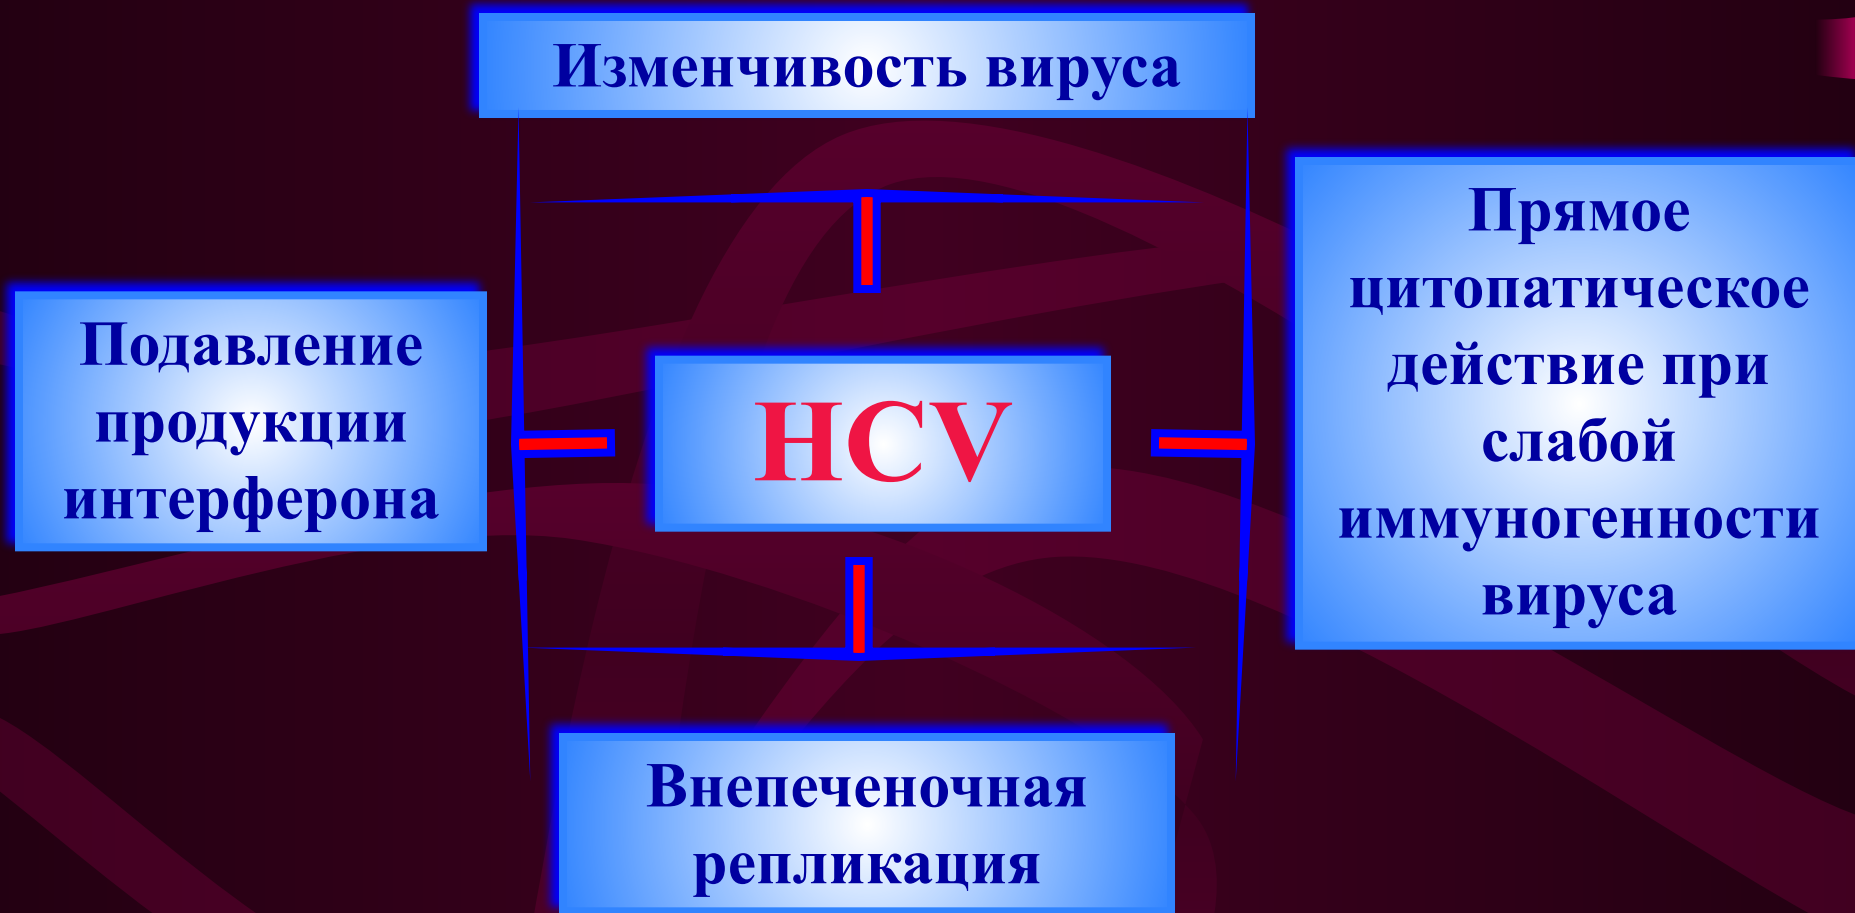 Изменчивость вируса
Подавление
продукции
интерферона
HCV
Прямое
цитопатическое
действие при
слабой
иммуногенности
вируса
Внепеченочная
репликация